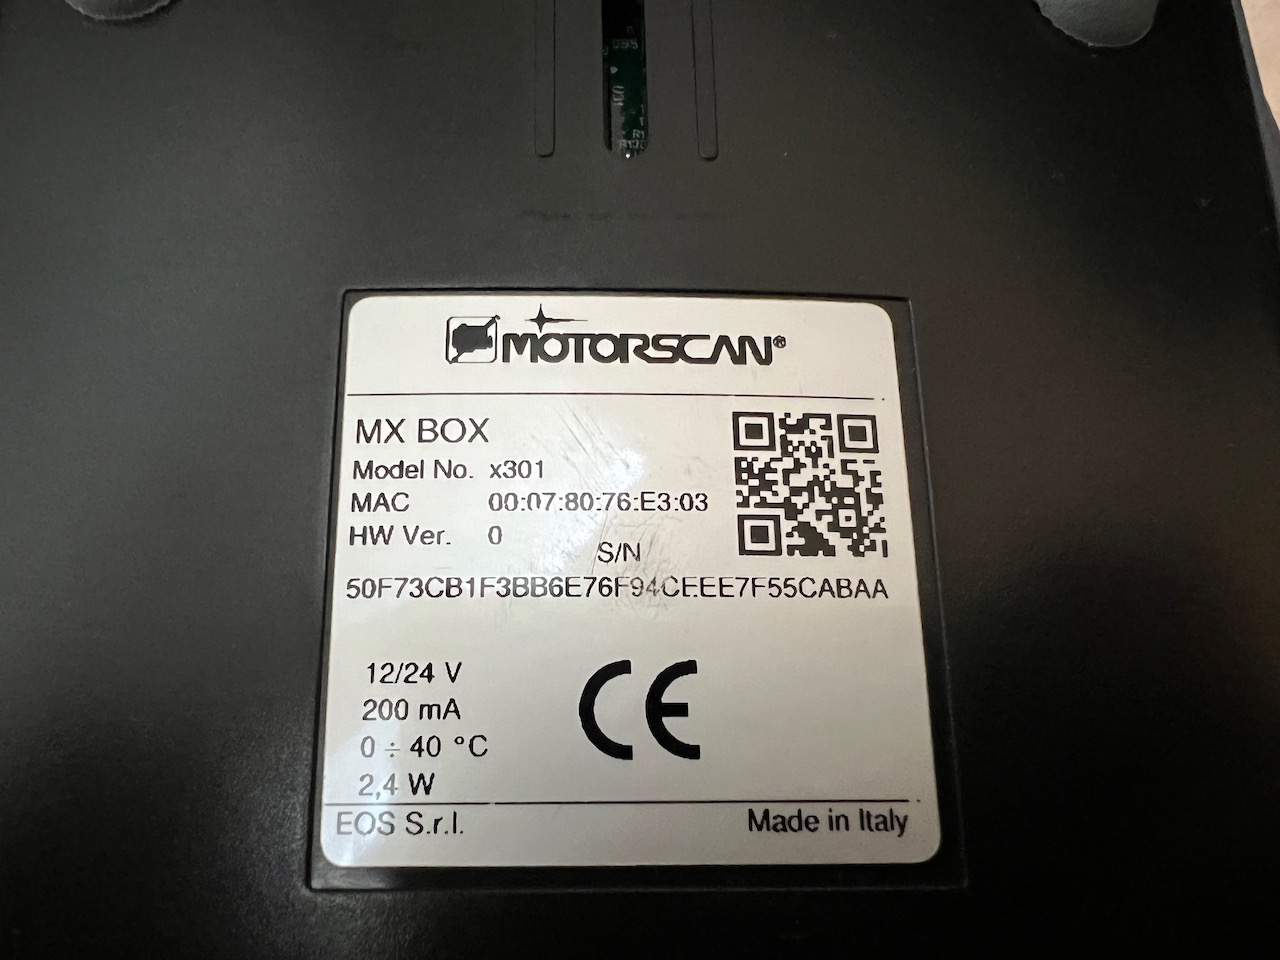 MOTORSCAN®
MX BOX
Model No. x301
MAC 00:07:80:76:E3:03
HW Ver. 0
S/N
50F73CB1F3BB6E76F94CEEE7F55CABAA
12/24 V
200 mA
0 ÷ 40 °C
2,4 W
CE
EOS S.r.l.
Made in Italy